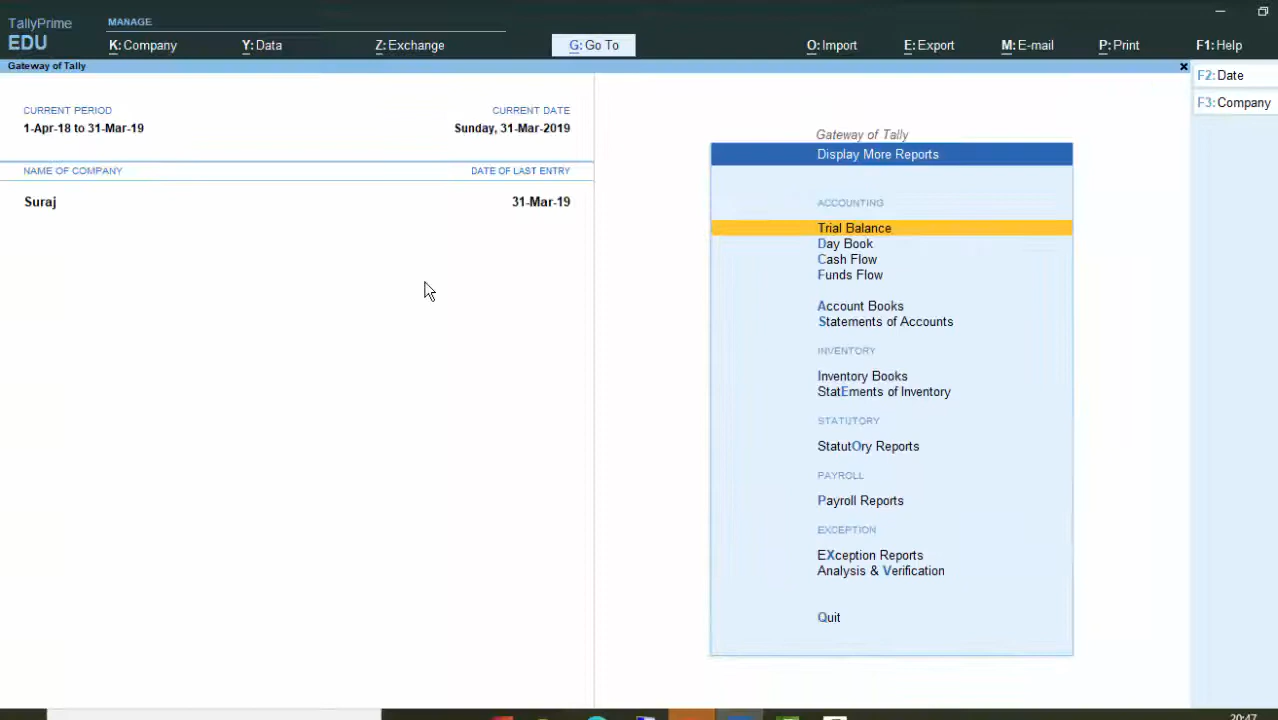 TallyPrime
EDU
MANAGE
K: Company
Y: Data
Z: Exchange
G: Go To
O: Import
E: Export
M: E-mail
P: Print
F1: Help
Gateway of Tally
F2: Date
F3: Company
CURRENT PERIOD
CURRENT DATE
1-Apr-18 to 31-Mar-19
Sunday, 31-Mar-2019
NAME OF COMPANY
DATE OF LAST ENTRY
Suraj
31-Mar-19
Gateway of Tally
Display More Reports
ACCOUNTING
Trial Balance
Day Book
Cash Flow
Funds Flow
Account Books
Statements of Accounts
INVENTORY
Inventory Books
StatEments of Inventory
STATUTORY
StatutOry Reports
PAYROLL
Payroll Reports
EXCEPTION
EXception Reports
Analysis & Verification
Quit
20:47